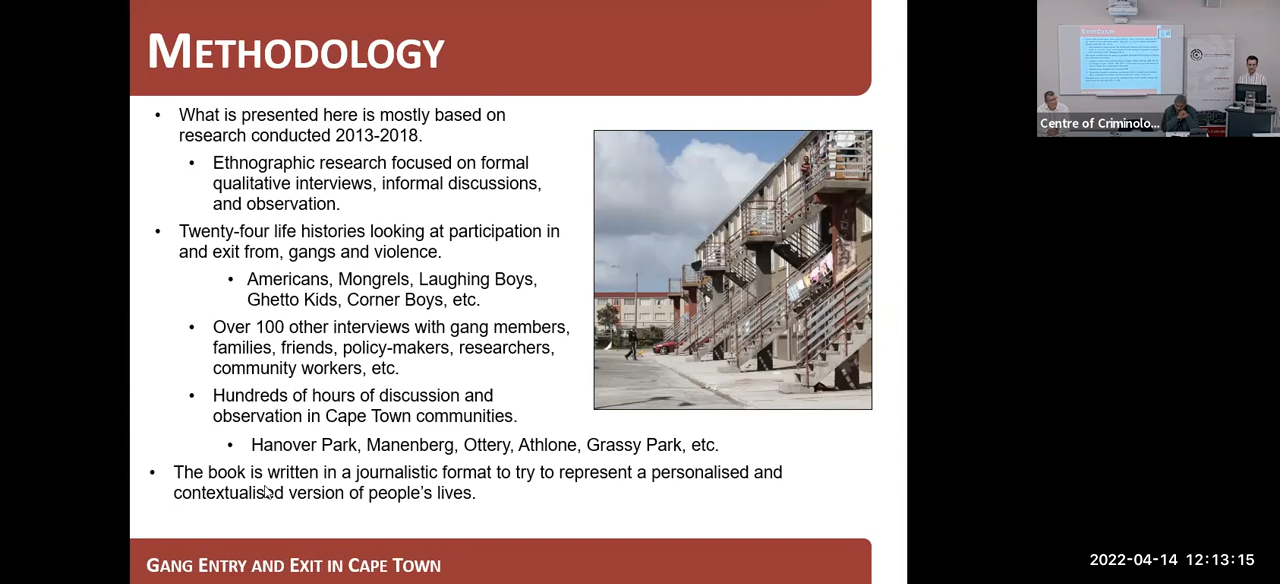 METHODOLOGY
• What is presented here is mostly based on
research conducted 2013-2018.
• Ethnographic research focused on formal
qualitative interviews, informal discussions,
and observation.
• Twenty-four life histories looking at participation in
and exit from, gangs and violence.
• Americans, Mongrels, Laughing Boys,
Ghetto Kids, Corner Boys, etc.
• Over 100 other interviews with gang members,
families, friends, policy-makers, researchers,
community workers, etc.
• Hundreds of hours of discussion and
observation in Cape Town communities.
• Hanover Park, Manenberg, Ottery, Athlone, Grassy Park, etc.
• The book is written in a journalistic format to try to represent a personalised and
contextualised version of people's lives.
GANG ENTRY AND EXIT IN CAPE TOWN
Centre of Criminolo...
2022-04-14 12:13:15